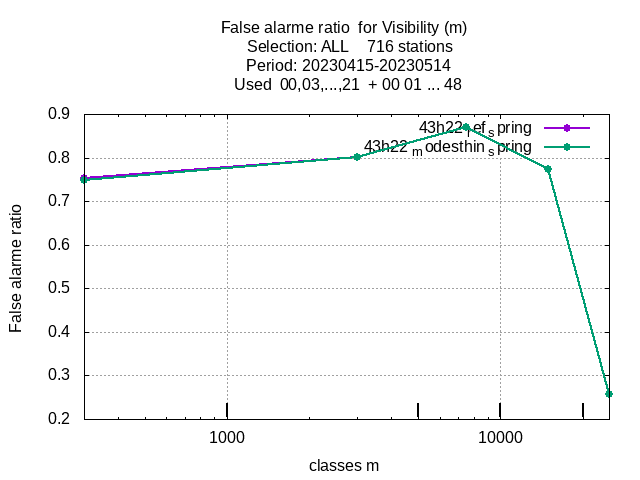 False alarme ratio  for Visibility (m)
Selection: ALL    716 stations
Period: 20230415-20230514
Used  00,03,...,21  + 00 01 ... 48
0.9
0.8
0.7
0.6
0.5
0.4
0.3
0.2
False alarme ratio
43h22ref_spring
43h22_modesthin_spring
1000
10000
classes m